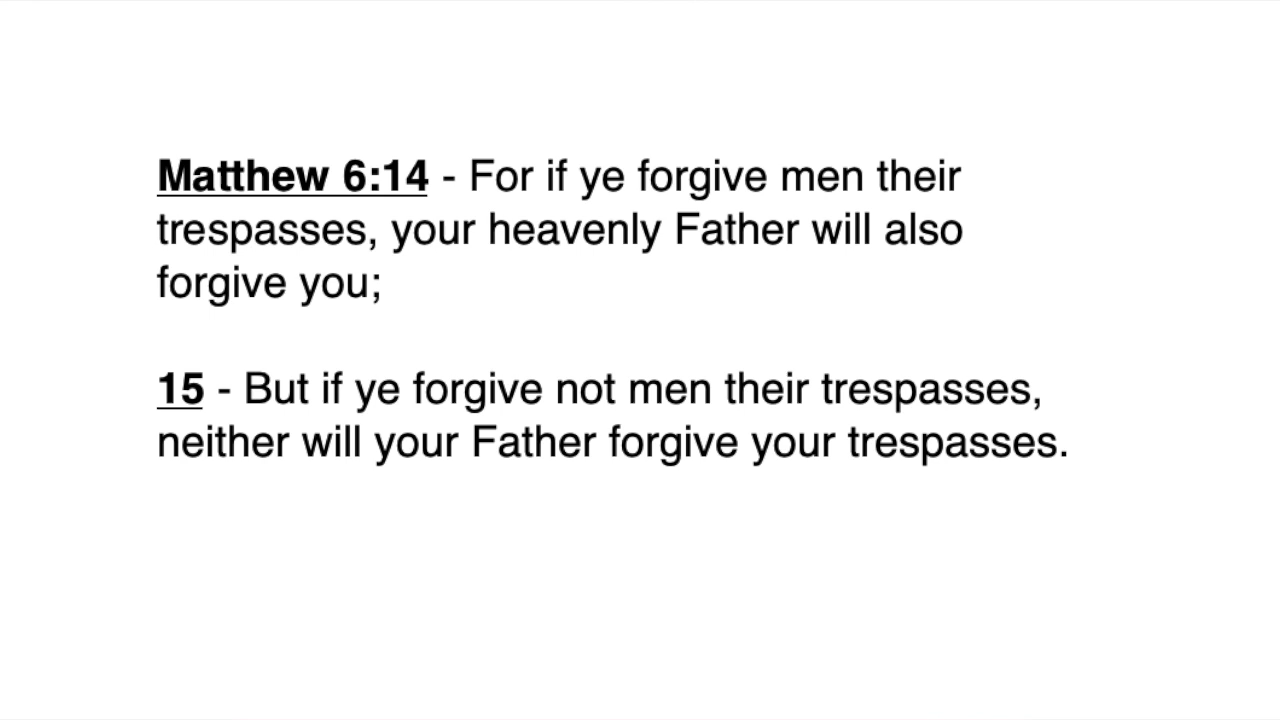 Matthew 6:14 - For if ye forgive men their
trespasses, your heavenly Father will also
forgive you;
15 - But if ye forgive not men their trespasses,
neither will your Father forgive your trespasses.